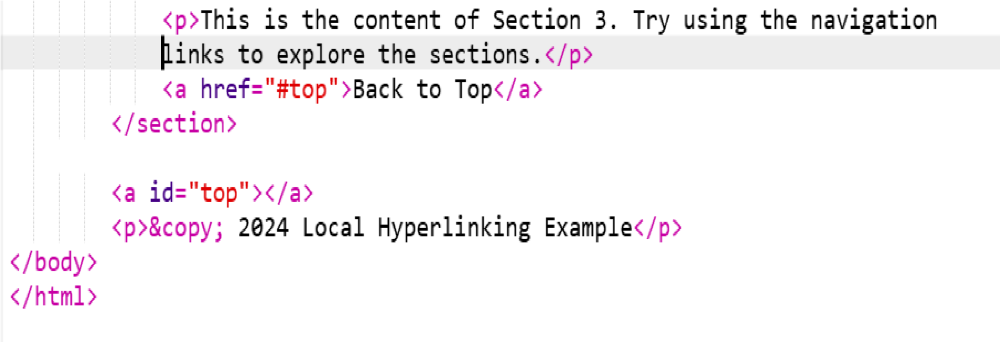 <p>This is the content of Section 3. Try using the navigation
links to explore the sections.</p>
<a href="#top">Back to Top</a>
</section>
<a id="top"></a>
<p>&copy; 2024 Local Hyperlinking Example</p>
</body>
</html>